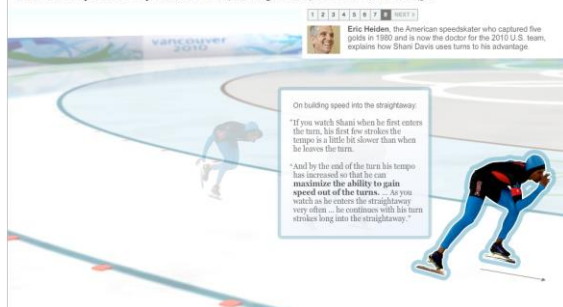 1 2 3 4 5 6 7 8 NEXT >
Eric Heiden, the American speedskater who captured five
golds in 1980 and is now the doctor for the 2010 U.S. team,
explains how Shani Davis uses turns to his advantage.
vancouver
2010
On building speed into the straightaway:
"If you watch Shani when he first enters
the turn, his first few strokes the
tempo is a little bit slower than when
he leaves the turn.
"And by the end of the turn his tempo
has increased so that he can
maximize the ability to gain
speed out of the turns. ... As you
watch as he enters the straightaway
very often ... he continues with his turn
strokes long into the straightaway."